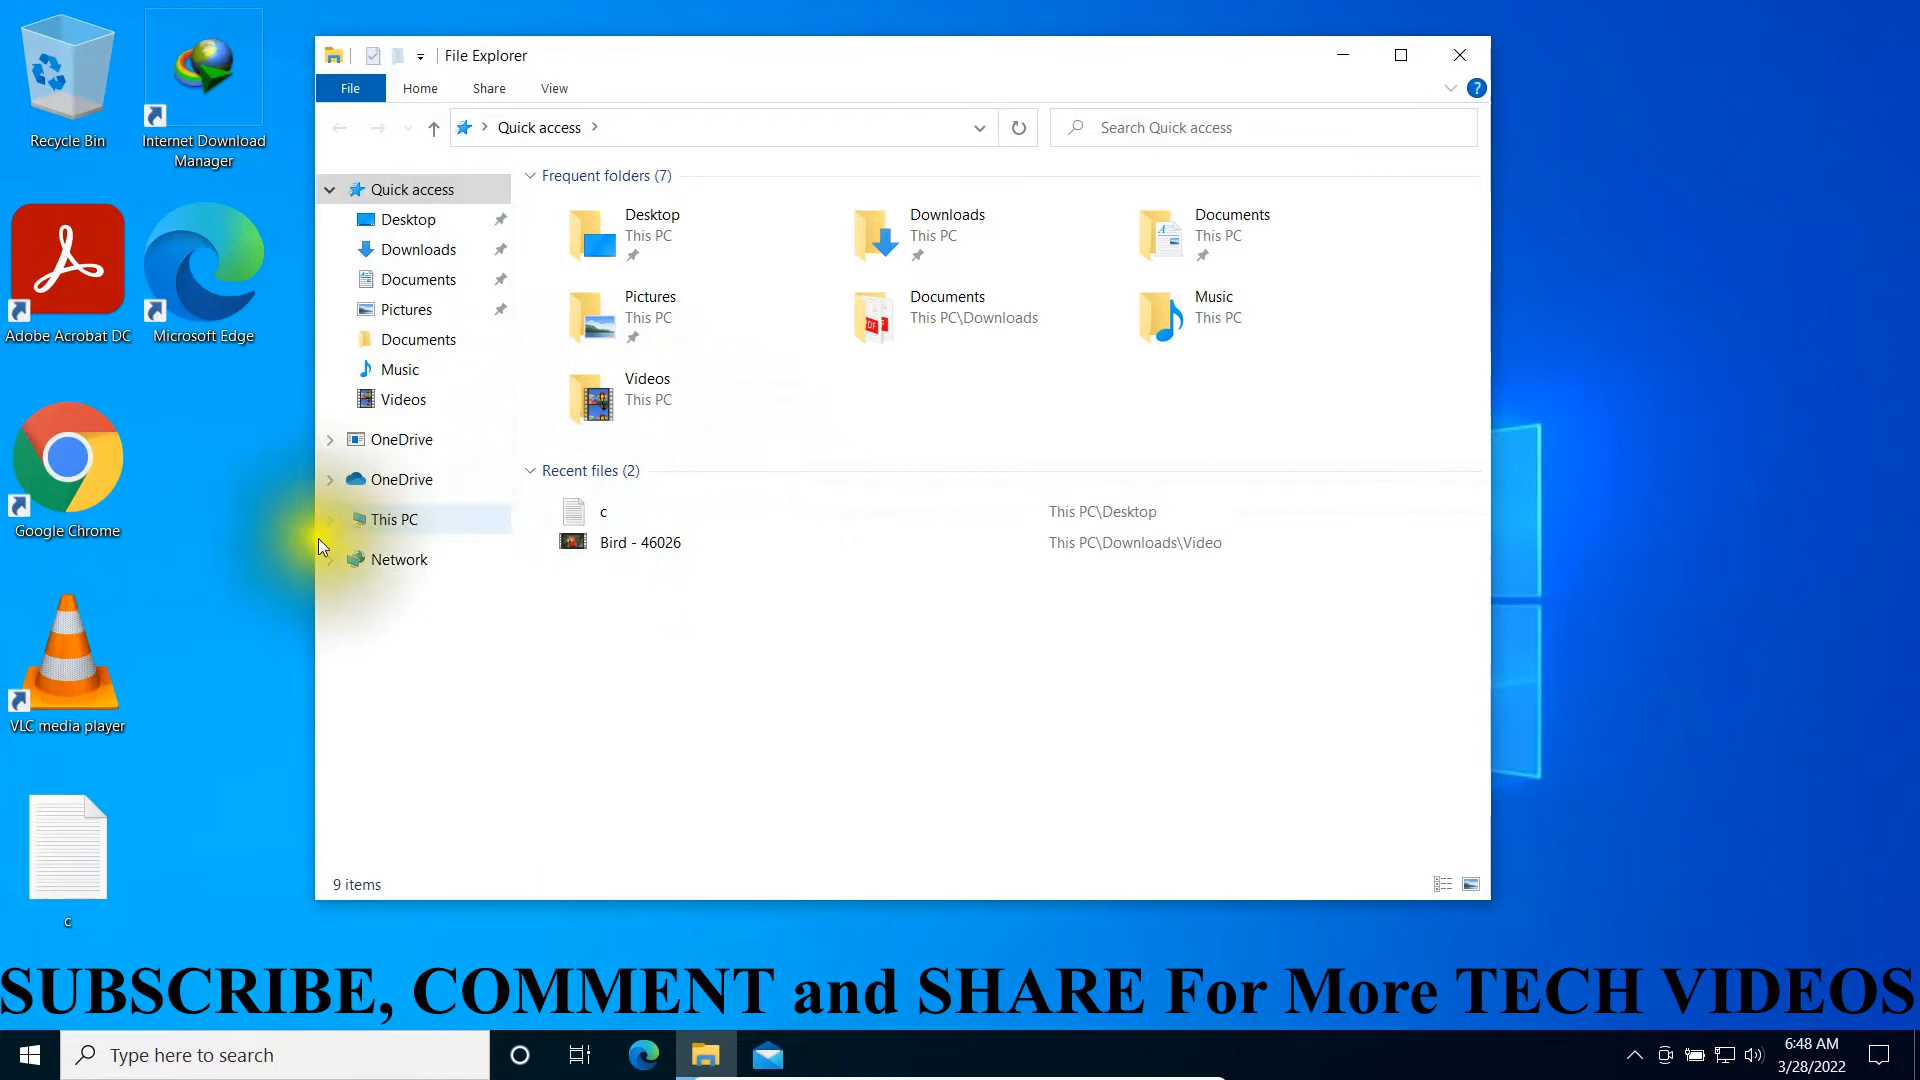 Recycle Bin
Internet Download
Manager
Adobe Acrobat DC
Microsoft Edge
Google Chrome
VLC media player
c
File Explorer
File
Home
Share
View
?
Quick access
Search Quick access
Quick access
Desktop
Downloads
Documents
Pictures
Documents
Music
Videos
OneDrive
OneDrive
This PC
Network
Frequent folders (7)
Desktop
This PC
Downloads
This PC
Documents
This PC
Pictures
This PC
Documents
This PC\Downloads
Music
This PC
Videos
This PC
Recent files (2)
c
This PC\Desktop
Bird - 46026
This PC\Downloads\Video
9 items
SUBSCRIBE, COMMENT and SHARE For More TECH VIDEOS
Type here to search
6:48 AM
3/28/2022